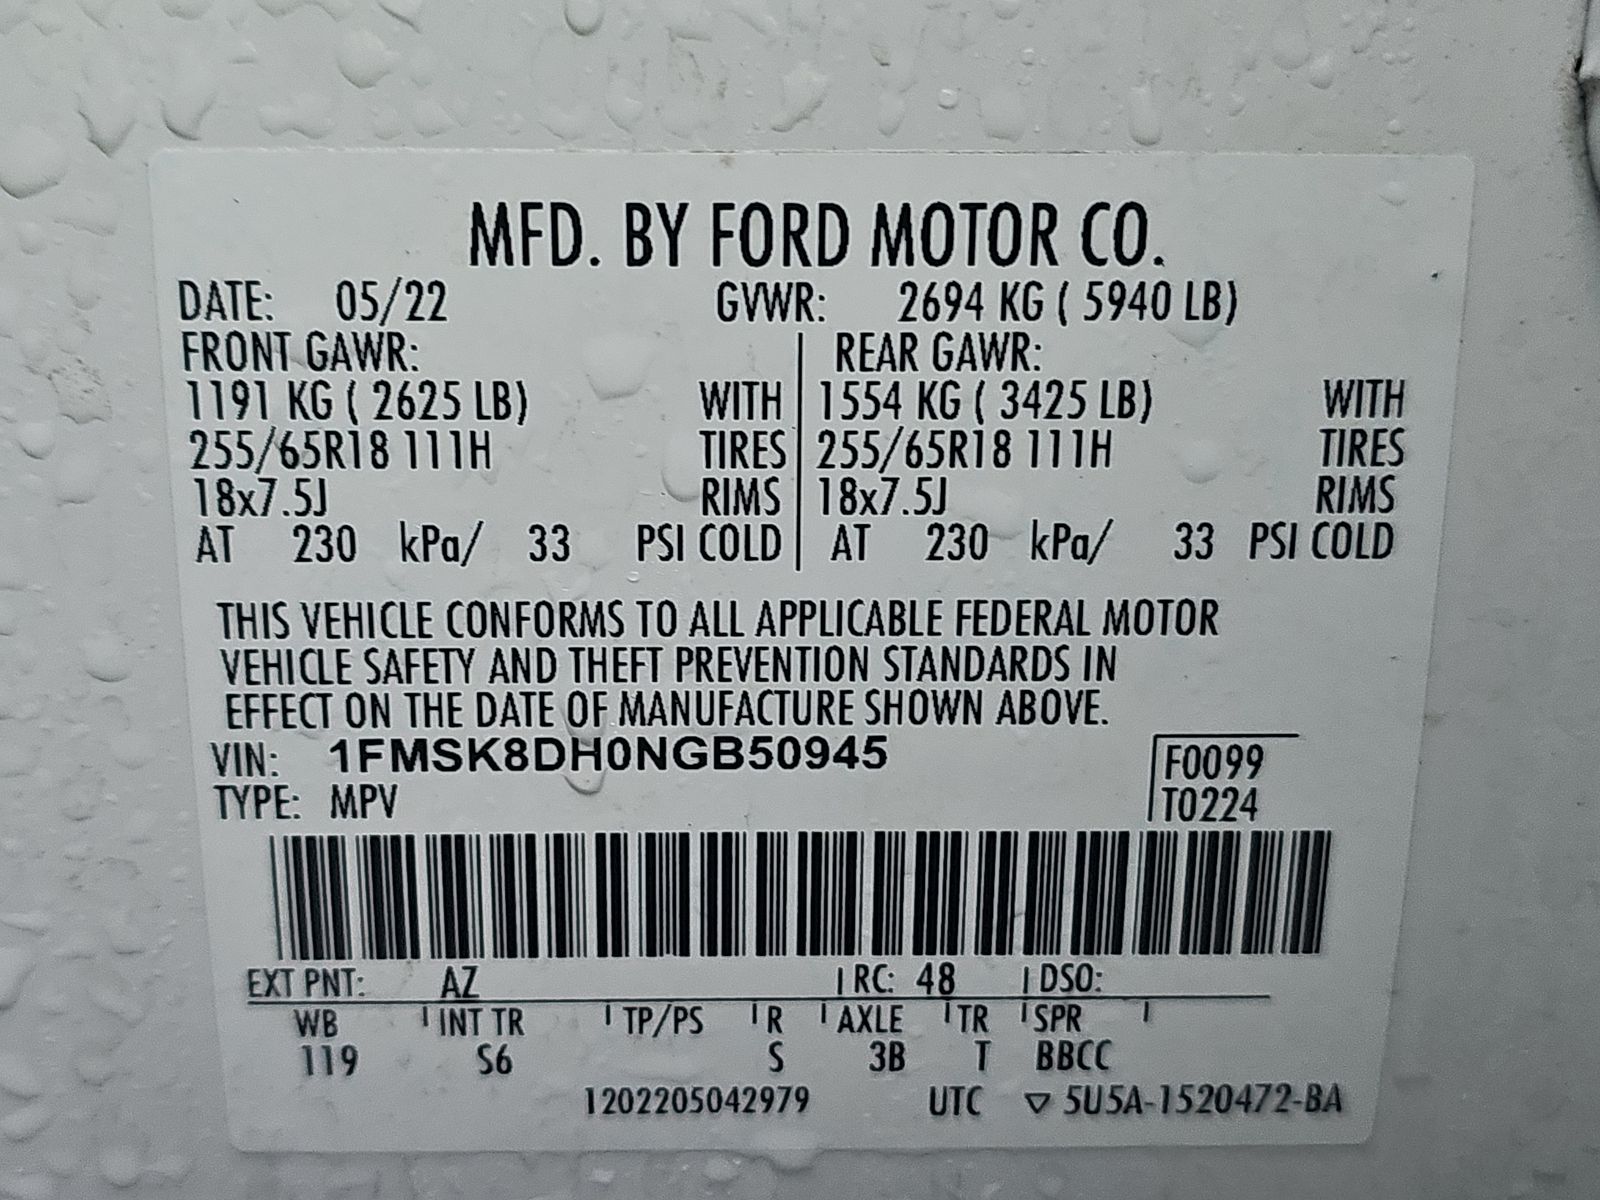 MFD. BY FORD MOTOR CO.
DATE: 05/22 GVWR: 2694 KG ( 5940 LB)
FRONT GAWR: REAR GAWR:
1191 KG ( 2625 LB) WITH 1554 KG ( 3425 LB) WITH
255/65R18 111H TIRES 255/65R18 111H TIRES
18x7.5J RIMS 18x7.5J RIMS
AT 230 kPa/ 33 PSI COLD AT 230 kPa/ 33 PSI COLD
THIS VEHICLE CONFORMS TO ALL APPLICABLE FEDERAL MOTOR
VEHICLE SAFETY AND THEFT PREVENTION STANDARDS IN
EFFECT ON THE DATE OF MANUFACTURE SHOWN ABOVE.
VIN: 1FMSK8DH0NGB50945 F0099
TYPE: MPV T0224
EXT PNT: AZ RC: 48 DSO:
WB INT TR TP/PS R AXLE TR SPR
119 S6 S 3B T BBCC
1202205042979 UTC ▽ 5U5A-1520472-BA